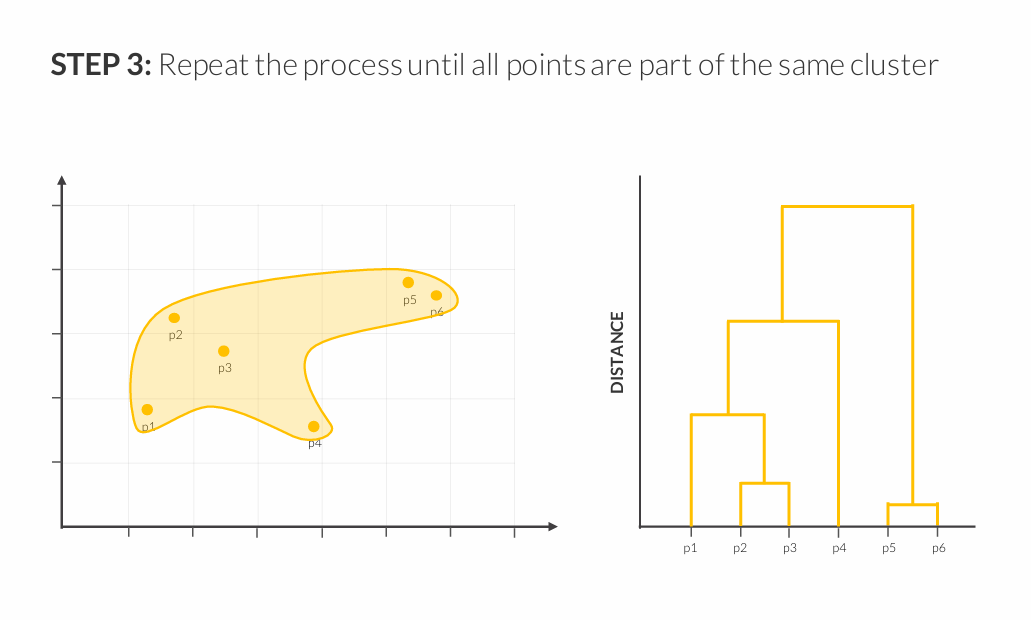 STEP 3: Repeat the process until all points are part of the same cluster
p5
p6
p2
p3
p1
p4
DISTANCE
p1 p2 p3 p4 p5 p6